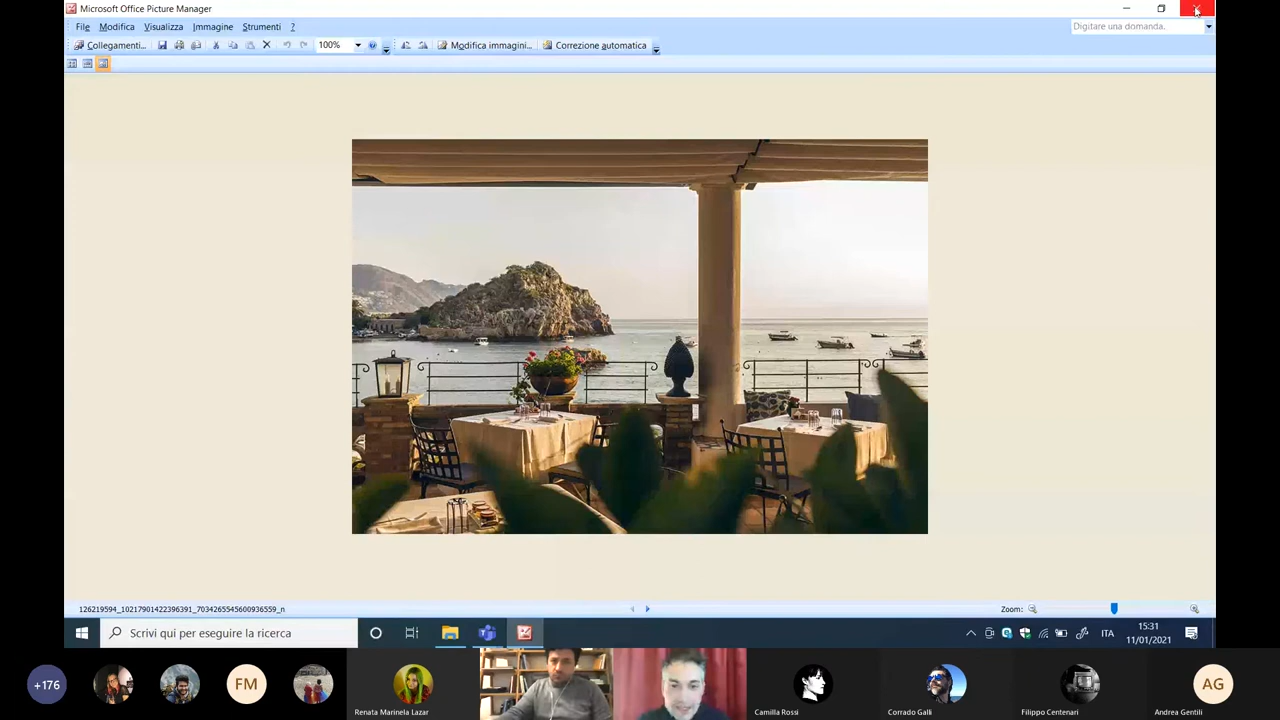 Microsoft Office Picture Manager
File Modifica Visualizza Immagine Strumenti ?
Digitare una domanda.
Collegamenti... 100% Modifica immagini... Correzione automatica
126219594_10217901422396391_7034265545600936559_n
Zoom:
Scrivi qui per eseguire la ricerca
ITA
15:31
11/01/2021
+176
FM
AG
Renata Marinela Lazar
Camilla Rossi
Corrado Galli
Filippo Centenari
Andrea Gentili